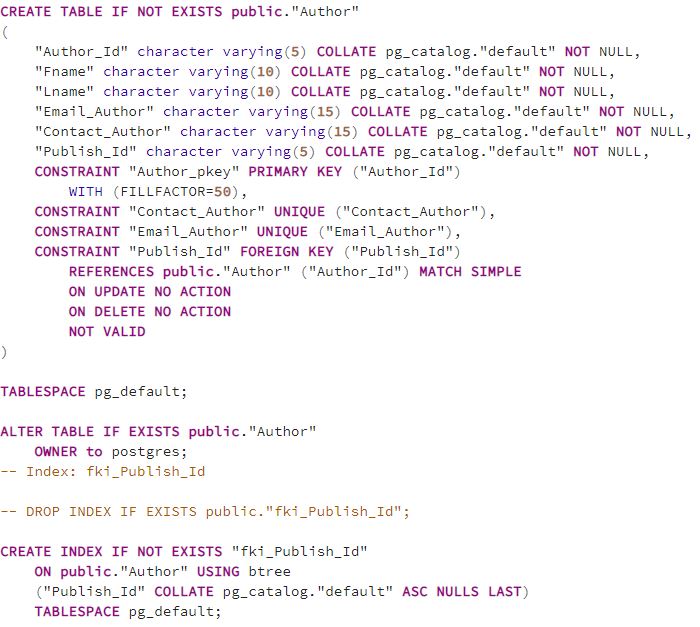 CREATE TABLE IF NOT EXISTS public."Author"
(
    "Author_Id" character varying(5) COLLATE pg_catalog."default" NOT NULL,
    "Fname" character varying(10) COLLATE pg_catalog."default" NOT NULL,
    "Lname" character varying(10) COLLATE pg_catalog."default" NOT NULL,
    "Email_Author" character varying(15) COLLATE pg_catalog."default" NOT NULL,
    "Contact_Author" character varying(15) COLLATE pg_catalog."default" NOT NULL,
    "Publish_Id" character varying(5) COLLATE pg_catalog."default" NOT NULL,
    CONSTRAINT "Author_pkey" PRIMARY KEY ("Author_Id")
        WITH (FILLFACTOR=50),
    CONSTRAINT "Contact_Author" UNIQUE ("Contact_Author"),
    CONSTRAINT "Email_Author" UNIQUE ("Email_Author"),
    CONSTRAINT "Publish_Id" FOREIGN KEY ("Publish_Id")
        REFERENCES public."Author" ("Author_Id") MATCH SIMPLE
        ON UPDATE NO ACTION
        ON DELETE NO ACTION
        NOT VALID
)

TABLESPACE pg_default;

ALTER TABLE IF EXISTS public."Author"
    OWNER to postgres;
-- Index: fki_Publish_Id

-- DROP INDEX IF EXISTS public."fki_Publish_Id";

CREATE INDEX IF NOT EXISTS "fki_Publish_Id"
    ON public."Author" USING btree
    ("Publish_Id" COLLATE pg_catalog."default" ASC NULLS LAST)
    TABLESPACE pg_default;